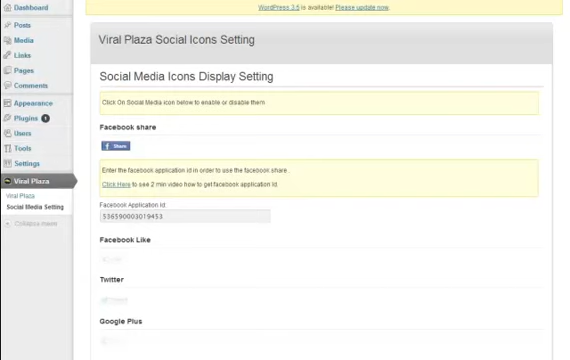 Dashboard
WordPress 3.5 is available! Please update now.
Posts
Media
Links
Pages
Comments
Appearance
Plugins 1
Users
Tools
Settings
Viral Plaza
Viral Plaza
Social Media Setting
Collapse menu
Viral Plaza Social Icons Setting
Social Media Icons Display Setting
Click On Social Media icon below to enable or disable them
Facebook share
f Share
Enter the facebook application id in order to use the facebook share.
Click Here to see 2 min video how to get facebook application Id.
Facebook Application Id
536590003019453
Facebook Like
Twitter
Google Plus